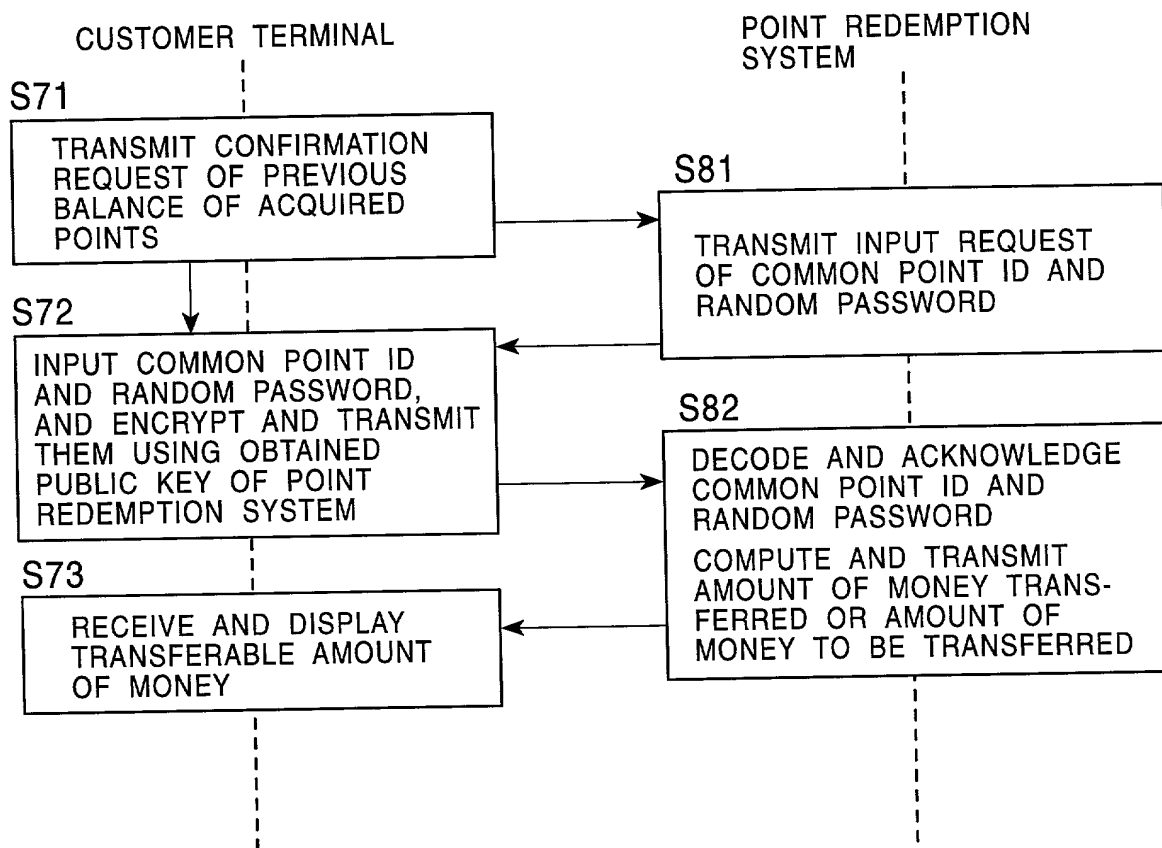 CUSTOMER TERMINAL
POINT REDEMPTION
SYSTEM
S71
TRANSMIT CONFIRMATION
REQUEST OF PREVIOUS
BALANCE OF ACQUIRED
POINTS
S81
TRANSMIT INPUT REQUEST
OF COMMON POINT ID AND
RANDOM PASSWORD
S72
INPUT COMMON POINT ID
AND RANDOM PASSWORD,
AND ENCRYPT AND TRANSMIT
THEM USING OBTAINED
PUBLIC KEY OF POINT
REDEMPTION SYSTEM
S82
DECODE AND ACKNOWLEDGE
COMMON POINT ID AND
RANDOM PASSWORD
COMPUTE AND TRANSMIT
AMOUNT OF MONEY TRANS-
FERRED OR AMOUNT OF
MONEY TO BE TRANSFERRED
S73
RECEIVE AND DISPLAY
TRANSFERABLE AMOUNT
OF MONEY